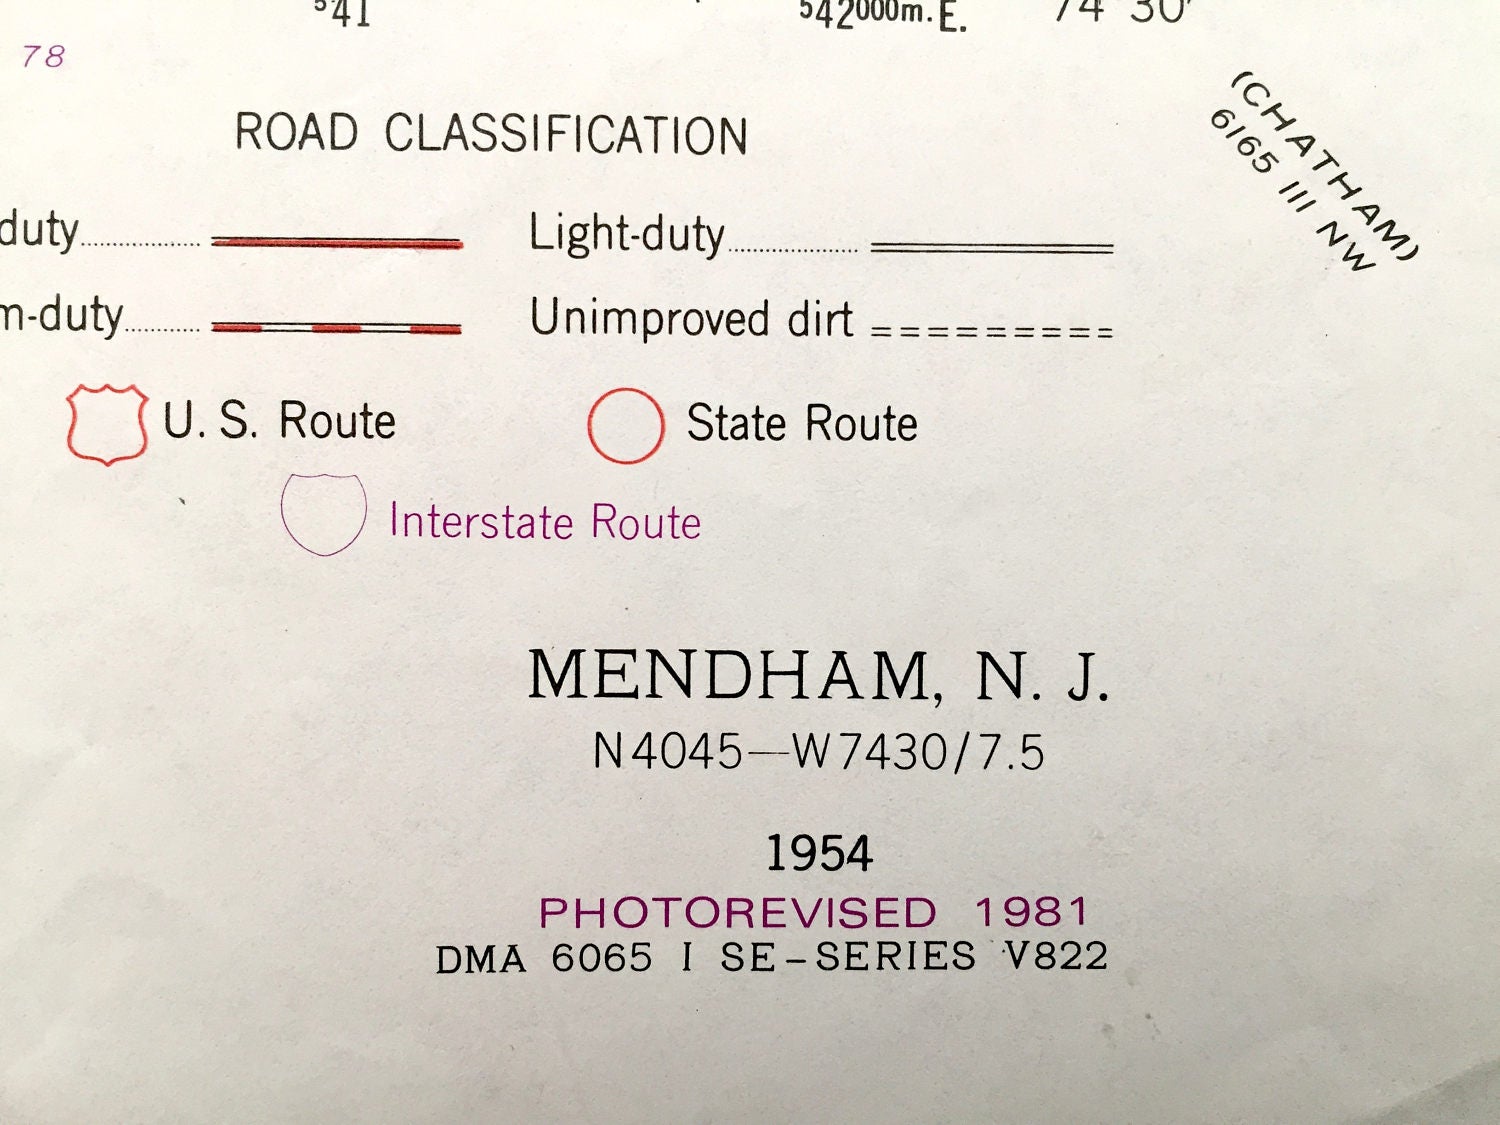 541
542000m.E.
74 30'
78
(CHATHAM)
6165 III NW
ROAD CLASSIFICATION
duty Light-duty
m-duty Unimproved dirt
U. S. Route State Route
Interstate Route
MENDHAM, N. J.
N4045—W7430/7.5
1954
PHOTOREVISED 1981
DMA 6065 I SE–SERIES V822